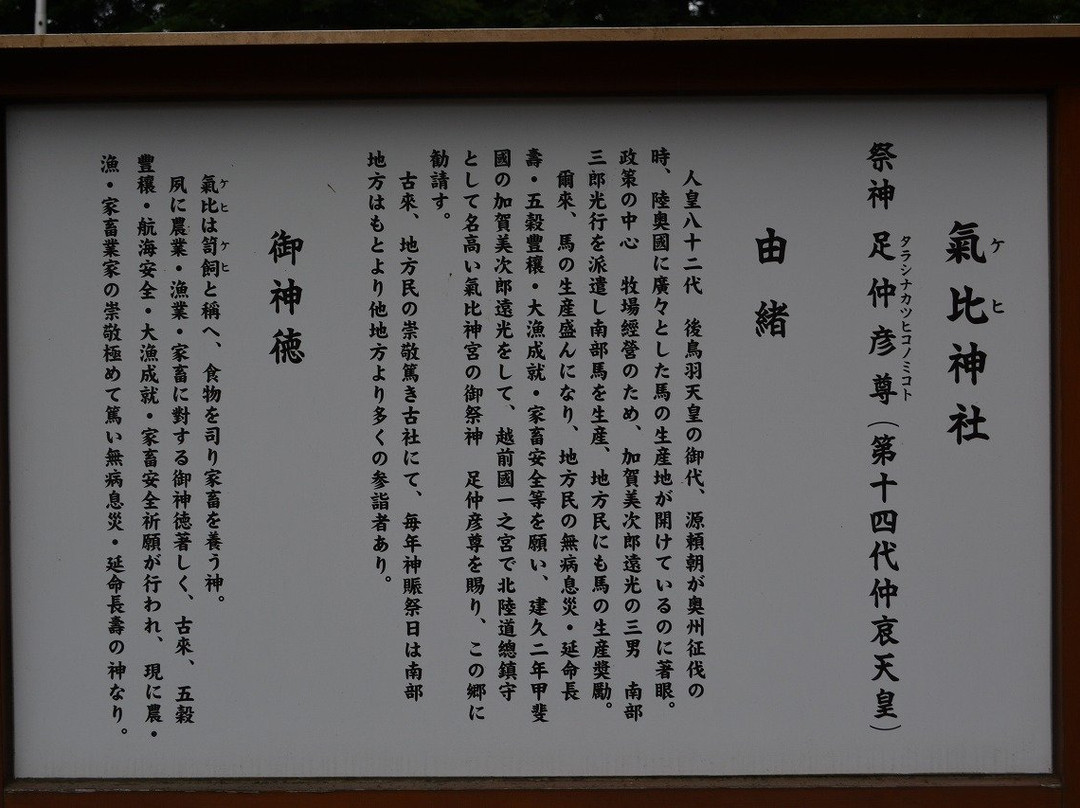 氣比神社
ケヒ
祭神 足仲彦尊(第十四代仲哀天皇)
タラシナカツヒコノミコト
由緒
人皇八十二代 後鳥羽天皇の御代、源頼朝が奥州征伐の
時、陸奥國に廣々とした馬の生産地が開けているのに著眼。
政策の中心 牧場經営のため、加賀美次郎遠光の三男 南部
三郎光行を派遣し南部馬を生産、地方民にも馬の生産奨勵。
爾來、馬の生産盛んになり、地方民の無病息災・延命長
壽・五穀豊穰・大漁成就・家畜安全等を願い、建久二年甲斐
國の加賀美次郎遠光をして、越前國一之宮で北陸道總鎮守
として名高い氣比神宮の御祭神 足仲彦尊を賜り、この郷に
勧請す。
古來、地方民の崇敬篤き古社にて、毎年神賑祭日は南部
地方はもとより他地方より多くの参詣者あり。
御神徳
氣比は笥飼と稱へ、食物を司り家畜を養う神。
ケヒ ケヒ
夙に農業・漁業・家畜に對する御神徳著しく、古來、五穀
豊穰・航海安全・大漁成就・家畜安全祈願が行われ、現に農・
漁・家畜業家の崇敬極めて篤い無病息災・延命長壽の神なり。